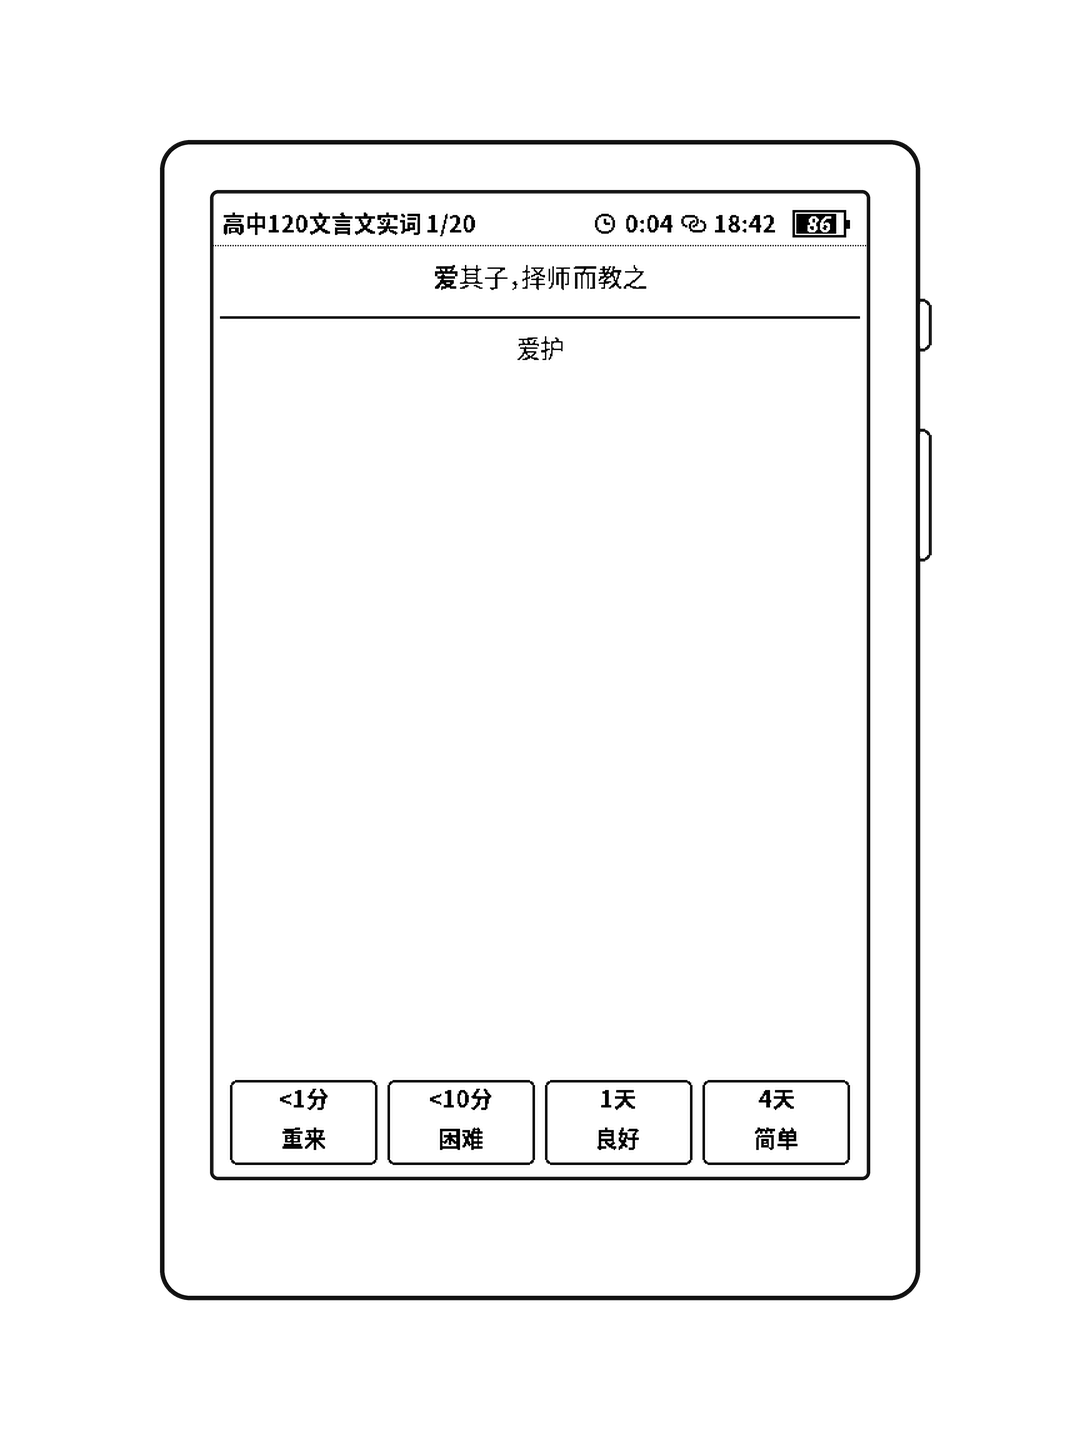 高中120文言文实词 1/20 0:04 18:42 86
爱其子,择师而教之
爱护
<1分 <10分 1天 4天
重来 困难 良好 简单